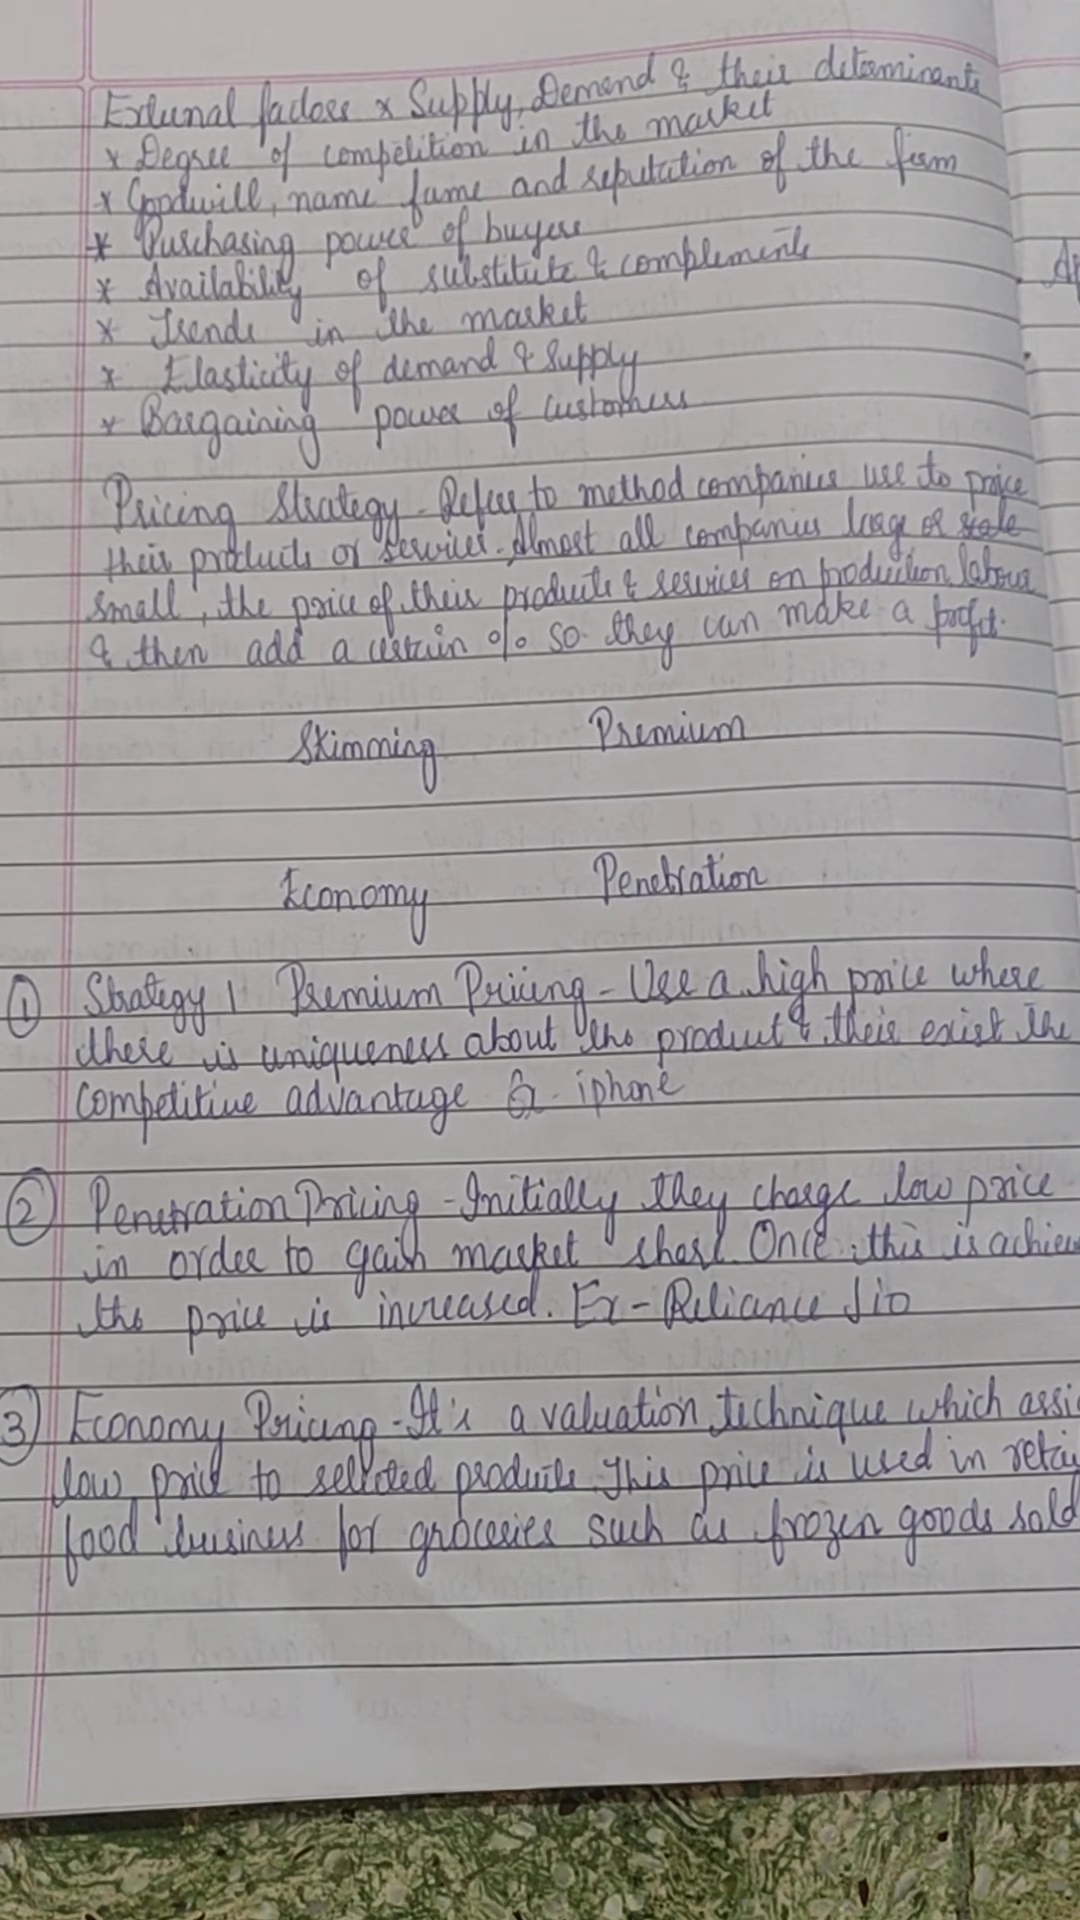 External factors * Supply, Demand & their determinants
* Degree of competition in the market
* Goodwill, name fame and reputation of the firm
* Purchasing power of buyers
* Availability of substitute & complements
* Trends in the market
* Elasticity of demand & supply
* Bargaining power of customers
Pricing Strategy - Refers to method companies use to price
their products or services. Almost all companies large or
small, the price of their products & services on production, labour
& then add a certain % so they can make a profit.
Skimming Premium
Economy Penetration
① Strategy 1 Premium Pricing - Use a high price where
there is uniqueness about the product & their exist the
competitive advantage iphone
② Penetration Pricing - Initially they charge low price
in order to gain market share. Once this is achiev
the price is increased. Ex - Reliance Jio
③ Economy Pricing - It's a valuation technique which assi
low price to selected products. This price is used in retai
food business for groceries such as frozen goods sold